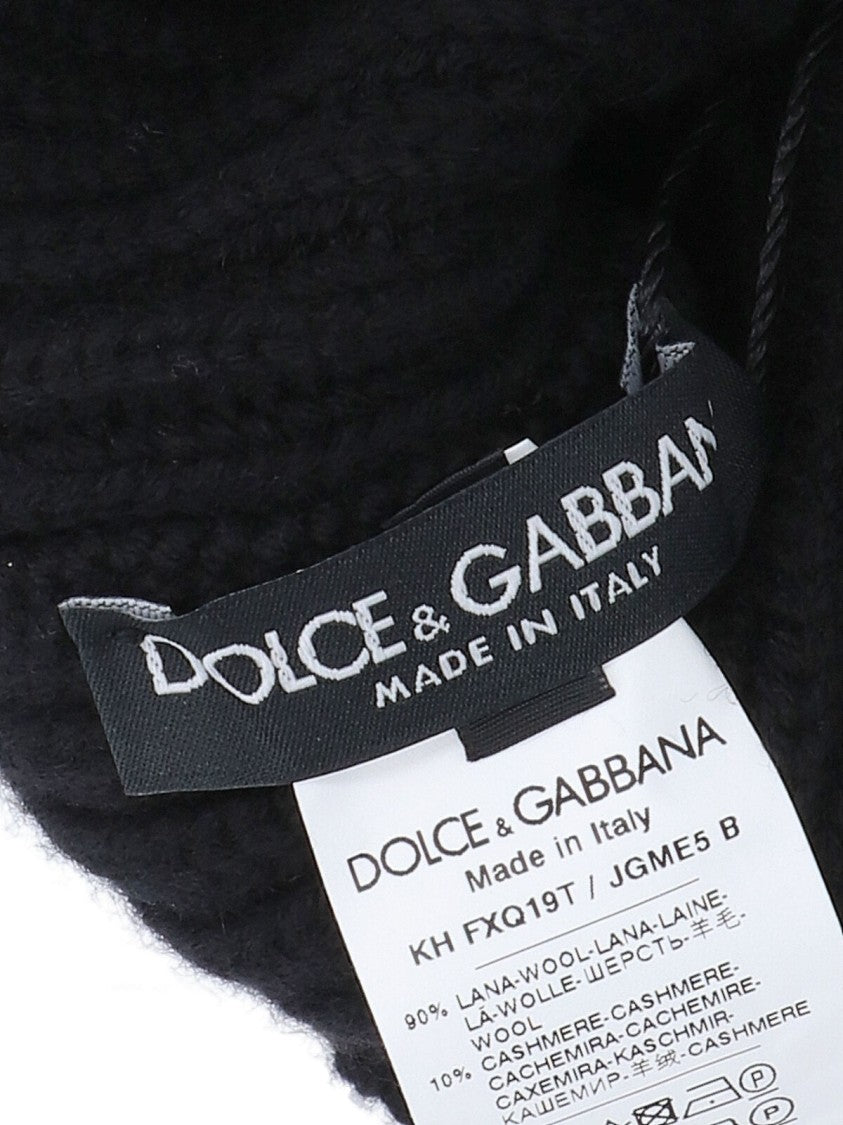 DOLCE & GABBAN
MADE IN ITALY
DOLCE & GABBANA
Made in Italy
KH FXQ19T / JGME5 B
90% LANA-WOOL-LANA-LAINE-
LÃ-WOLLE-ШЕРСТЬ-羊毛-
WOOL
10% CASHMERE-CASHMERE-
CACHEMIRA-CACHEMIRE-
CAXEMIRA-KASCHMIR-
КАШЕМИР-羊绒-CASHMERE
P
P